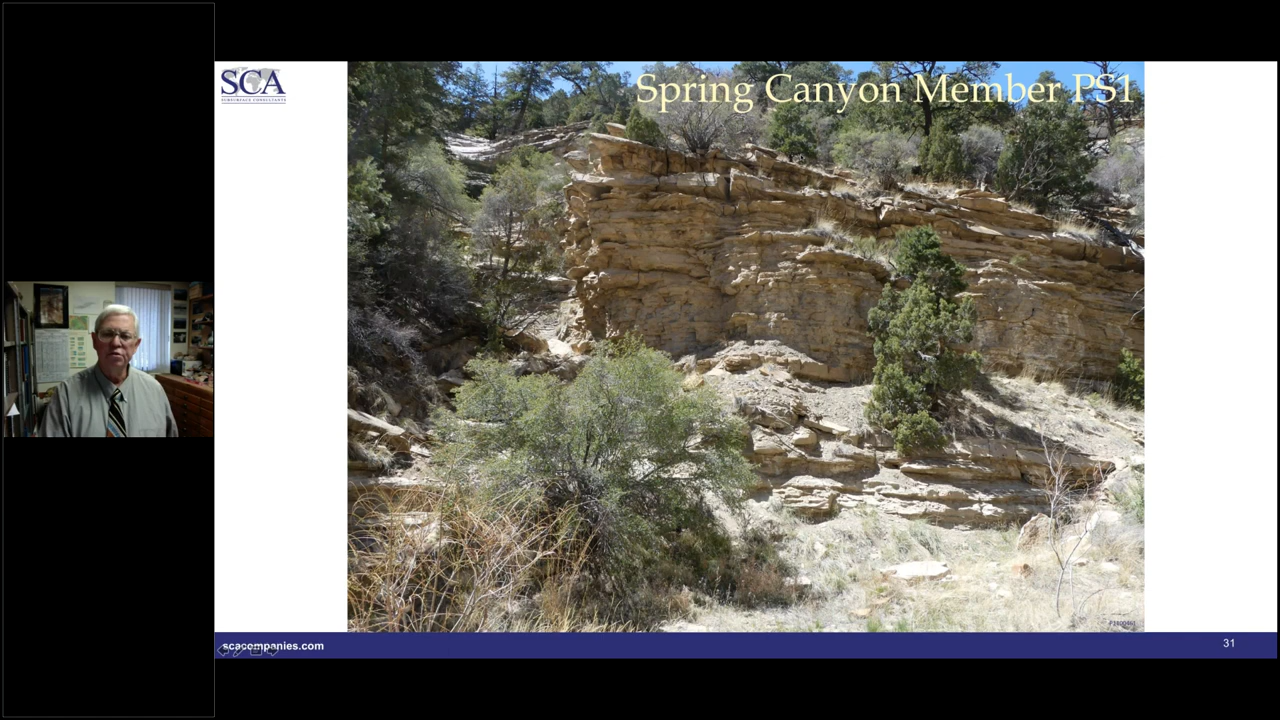 SCA
SUBSURFACE CONSULTANTS
Spring Canyon Member PS1
scacompanies.com
31